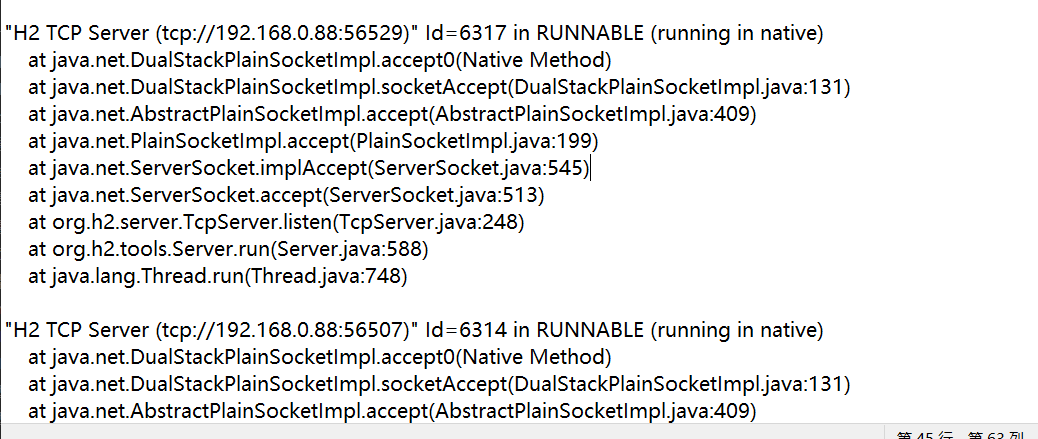 "H2 TCP Server (tcp://192.168.0.88:56529)" Id=6317 in RUNNABLE (running in native)
at java.net.DualStackPlainSocketImpl.accept0(Native Method)
at java.net.DualStackPlainSocketImpl.socketAccept(DualStackPlainSocketImpl.java:131)
at java.net.AbstractPlainSocketImpl.accept(AbstractPlainSocketImpl.java:409)
at java.net.PlainSocketImpl.accept(PlainSocketImpl.java:199)
at java.net.ServerSocket.implAccept(ServerSocket.java:545)
at java.net.ServerSocket.accept(ServerSocket.java:513)
at org.h2.server.TcpServer.listen(TcpServer.java:248)
at org.h2.tools.Server.run(Server.java:588)
at java.lang.Thread.run(Thread.java:748)
"H2 TCP Server (tcp://192.168.0.88:56507)" Id=6314 in RUNNABLE (running in native)
at java.net.DualStackPlainSocketImpl.accept0(Native Method)
at java.net.DualStackPlainSocketImpl.socketAccept(DualStackPlainSocketImpl.java:131)
at java.net.AbstractPlainSocketImpl.accept(AbstractPlainSocketImpl.java:409)
第 45 行，第 63 列